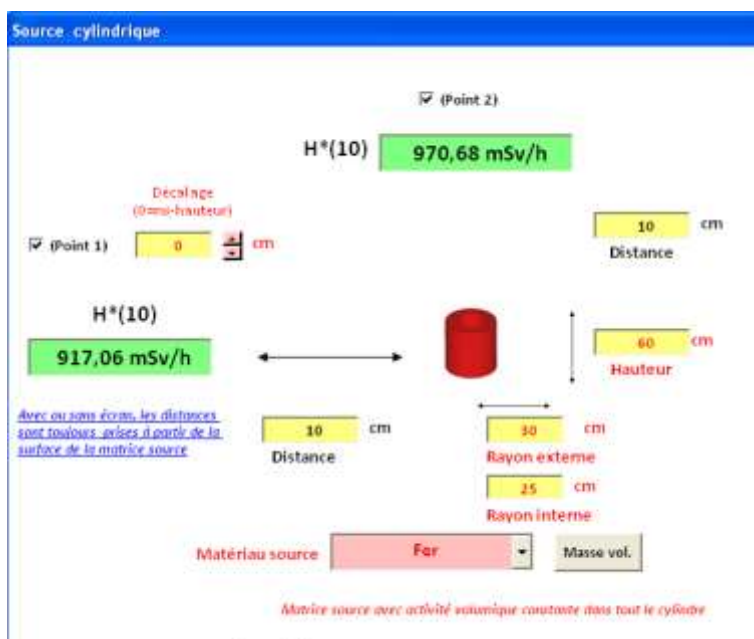 Source cylindrique
(Point 2)
H*(10) 970,68 mSv/h
Décalage
(0=mi-hauteur)
(Point 1) 0 cm
10 cm
Distance
H*(10)
917,06 mSv/h
60 cm
Hauteur
Avec ou sans écran, les distances
sont toujours prises à partir de la
surface de la matrice source
10 cm
Distance
30 cm
Rayon externe
25 cm
Rayon interne
Matériau source Fer Masse vol.
Matrice source avec activité volumique constante dans tout le cylindre